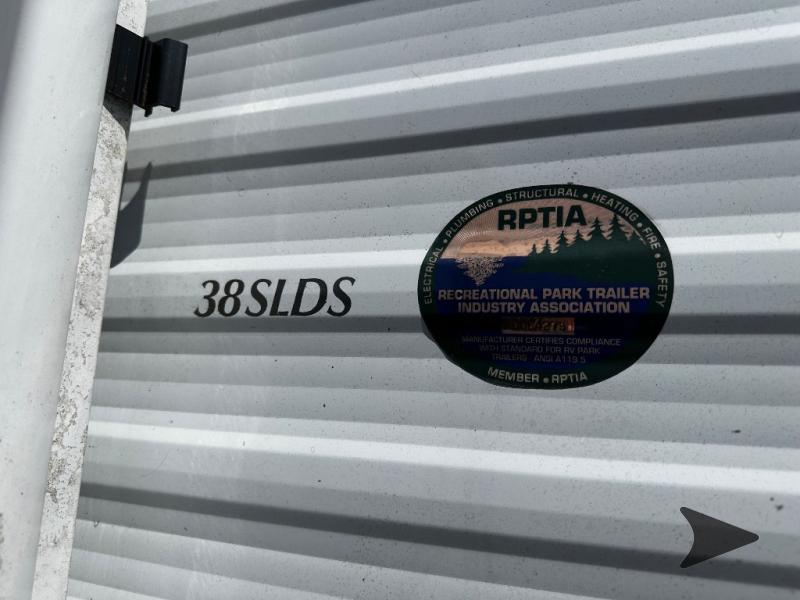 38SLDS
ELECTRICAL • PLUMBING • STRUCTURAL • HEATING • FIRE • SAFETY
RPTIA
RECREATIONAL PARK TRAILER
INDUSTRY ASSOCIATION
MANUFACTURER CERTIFIES COMPLIANCE
WITH STANDARD FOR RV PARK
TRAILERS - ANSI A119.5
MEMBER • RPTIA